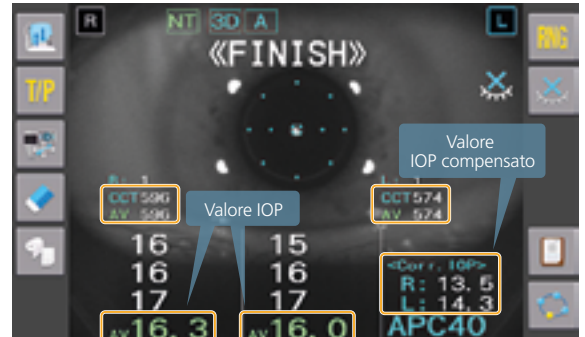 R NT 3D A L
RNG
《FINISH》
T/P
Valore
IOP compensato
R: 1 L: 1
CCT596 CCT574
AV 596 AV 574
Valore IOP
16 15
16 16
17 17
<Corr. IOP>
R: 13.5
L: 14.3
AV16.3 AV16.0 APC40